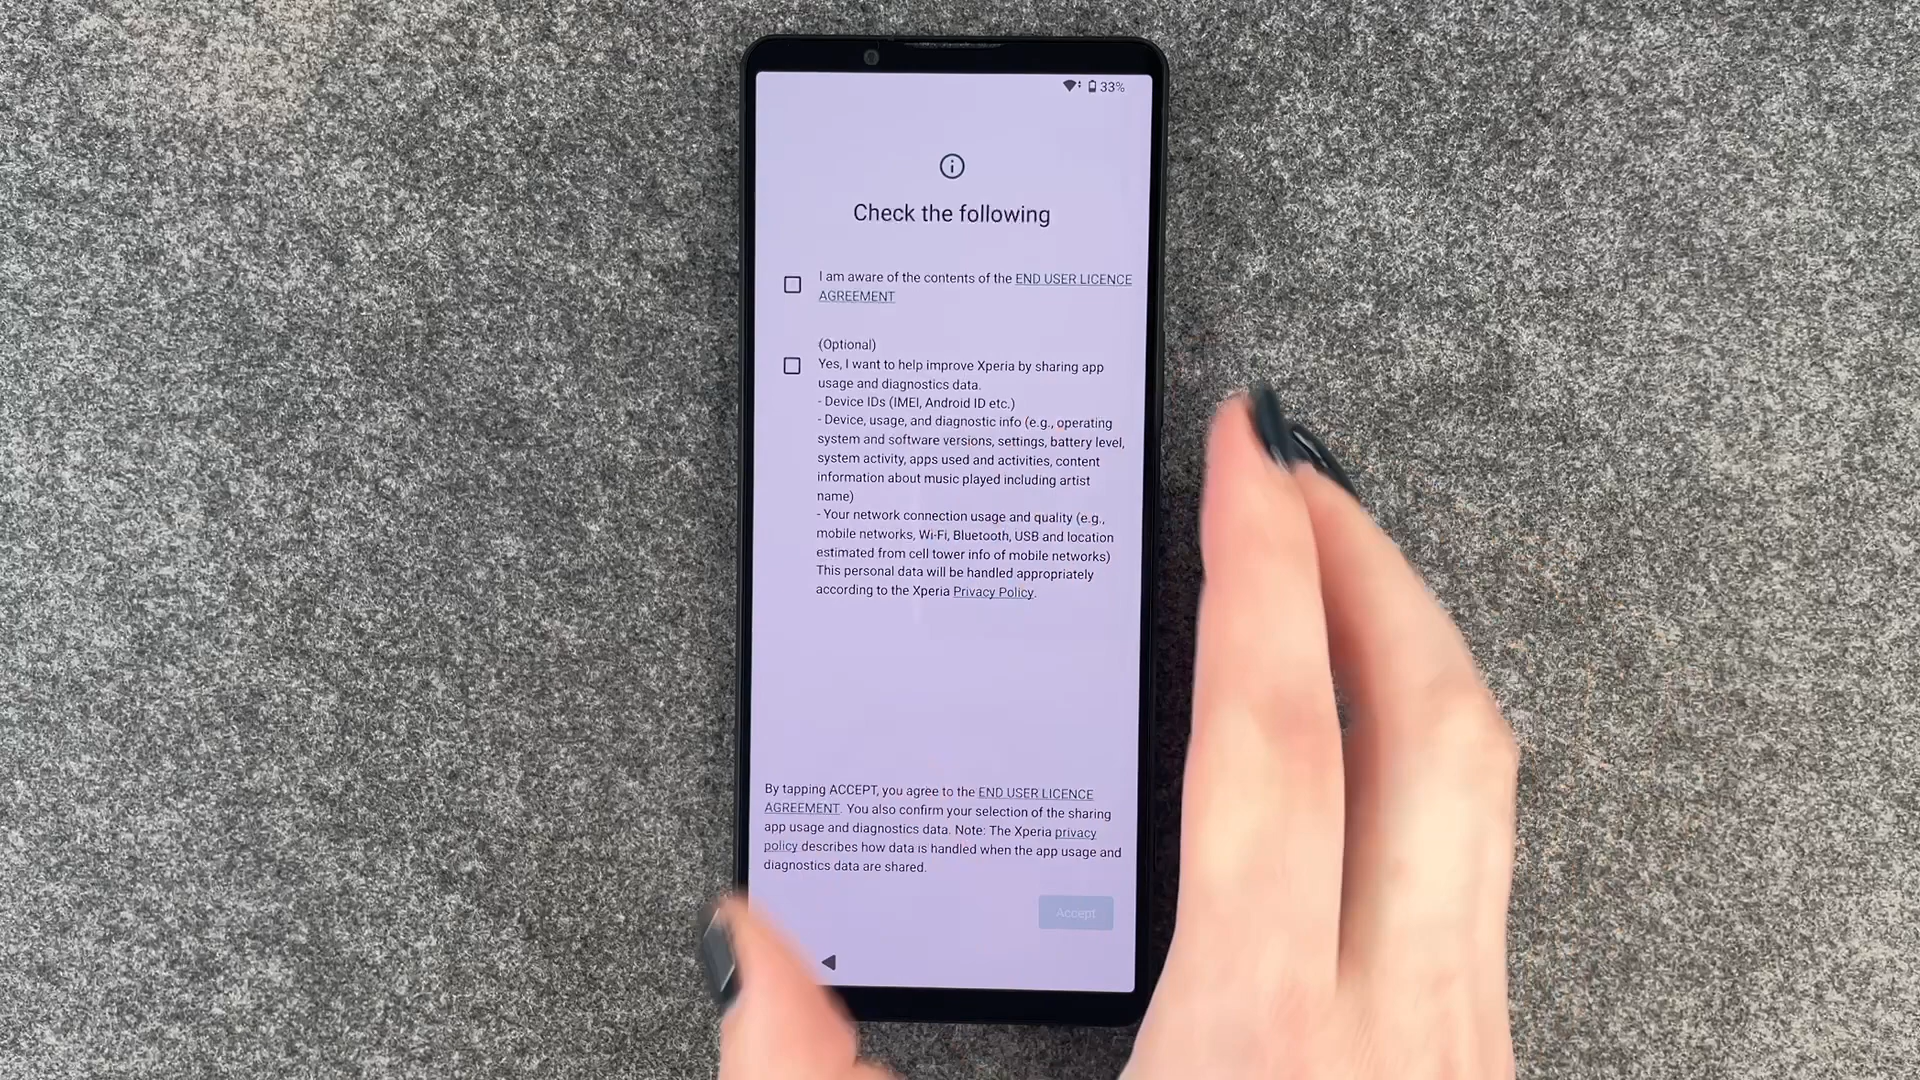 33%
Check the following
I am aware of the contents of the END USER LICENCE
AGREEMENT
(Optional)
Yes, I want to help improve Xperia by sharing app
usage and diagnostics data.
- Device IDs (IMEI, Android ID etc.)
- Device, usage, and diagnostic info (e.g., operating
system and software versions, settings, battery level,
system activity, apps used and activities, content
information about music played including artist
name)
- Your network connection usage and quality (e.g.,
mobile networks, Wi-Fi, Bluetooth, USB and location
estimated from cell tower info of mobile networks)
This personal data will be handled appropriately
according to the Xperia Privacy Policy.
By tapping ACCEPT, you agree to the END USER LICENCE
AGREEMENT. You also confirm your selection of the sharing
app usage and diagnostics data. Note: The Xperia privacy
policy describes how data is handled when the app usage and
diagnostics data are shared.
Accept